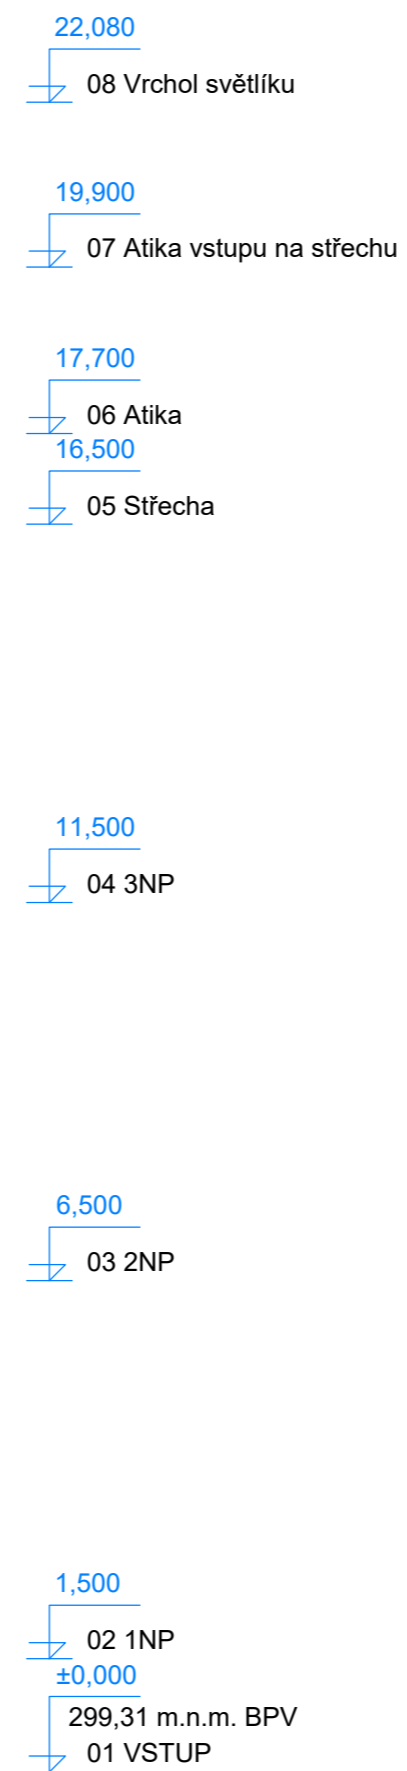 22,080
08 Vrchol světlíku
19,900
07 Atika vstupu na střechu
17,700
06 Atika
16,500
05 Střecha
11,500
04 3NP
6,500
03 2NP
1,500
02 1NP
±0,000
299,31 m.n.m. BPV
01 VSTUP